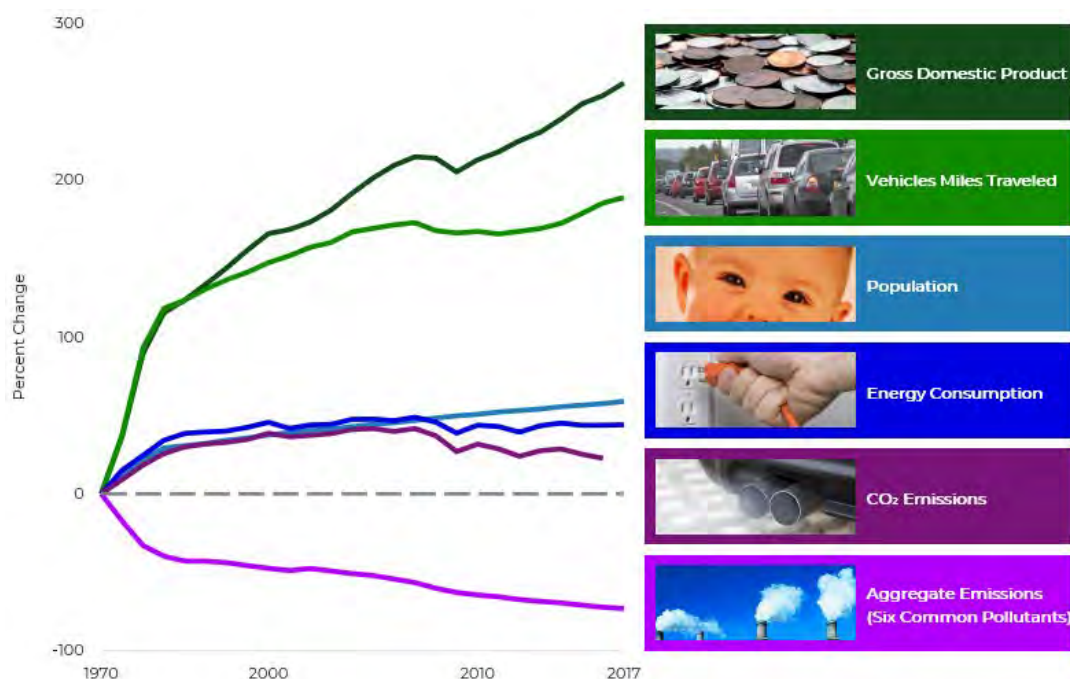 300
200
100
0
-100
Percent Change
1970
2000
2010
2017
Gross Domestic Product
Vehicles Miles Traveled
Population
Energy Consumption
CO₂ Emissions
Aggregate Emissions
(Six Common Pollutants)